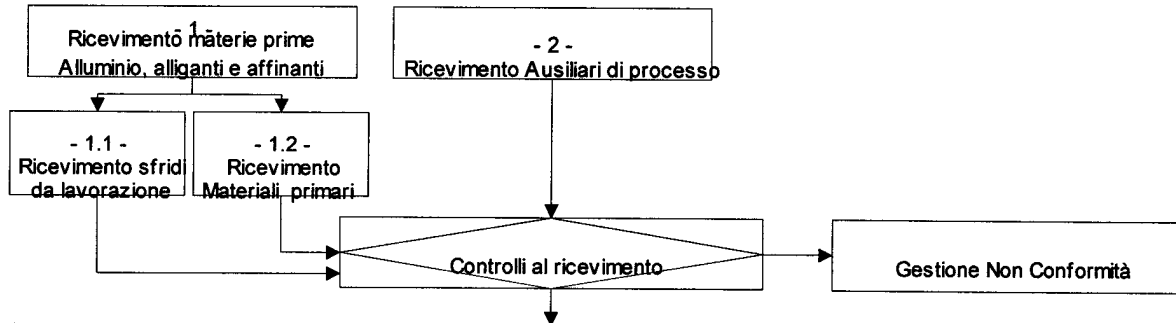 - 1 -
Ricevimento materie prime
Alluminio, alliganti e affinanti
- 2 -
Ricevimento Ausiliari di processo
- 1.1 -
Ricevimento sfridi
da lavorazione
- 1.2 -
Ricevimento
Materiali primari
Controlli al ricevimento
Gestione Non Conformità